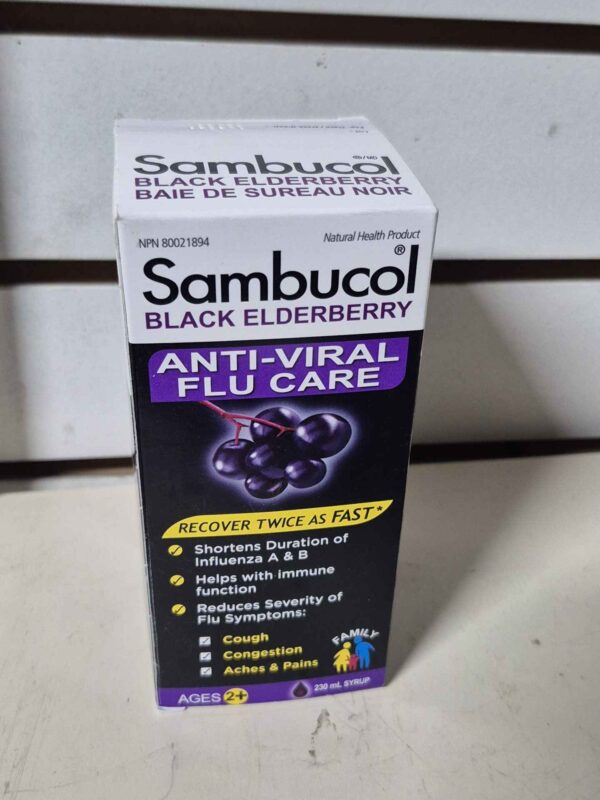 Sambucol MD/MC
BLACK ELDERBERRY
BAIE DE SUREAU NOIR
NPN 80021894
Natural Health Product
Sambucol®
BLACK ELDERBERRY
ANTI-VIRAL
FLU CARE
RECOVER TWICE AS FAST*
Shortens Duration of
Influenza A & B
Helps with immune
function
Reduces Severity of
Flu Symptoms:
Cough
Congestion
Aches & Pains
FAMILY
AGES 2+
230 mL SYRUP